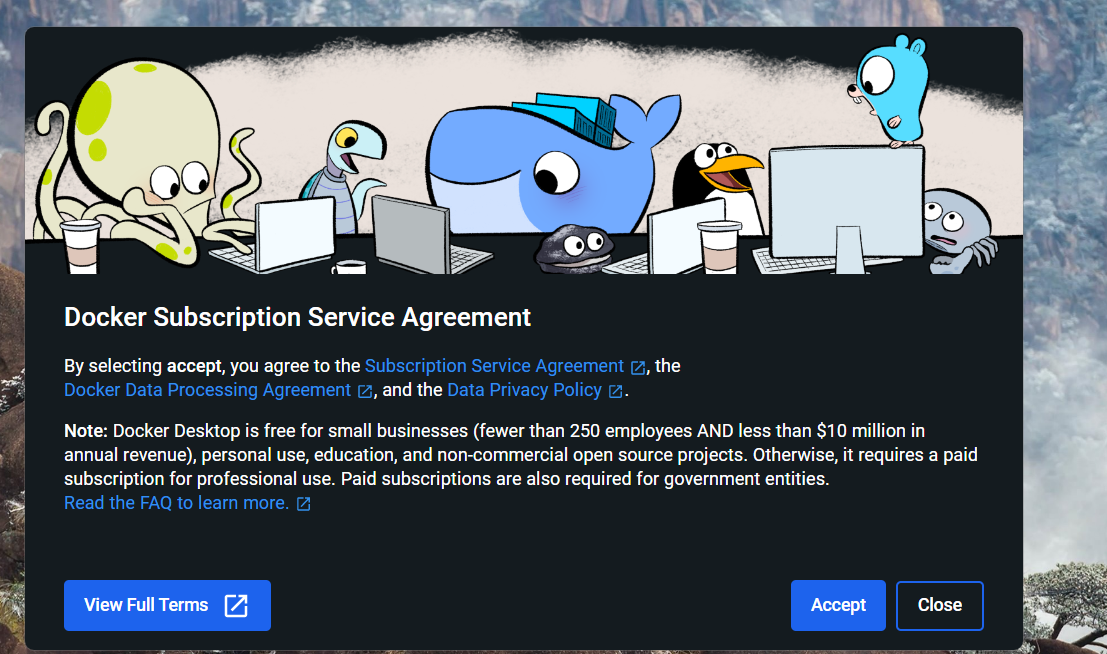 Docker Subscription Service Agreement
By selecting accept, you agree to the Subscription Service Agreement, the
Docker Data Processing Agreement, and the Data Privacy Policy.
Note: Docker Desktop is free for small businesses (fewer than 250 employees AND less than $10 million in
annual revenue), personal use, education, and non-commercial open source projects. Otherwise, it requires a paid
subscription for professional use. Paid subscriptions are also required for government entities.
Read the FAQ to learn more.
View Full Terms
Accept
Close